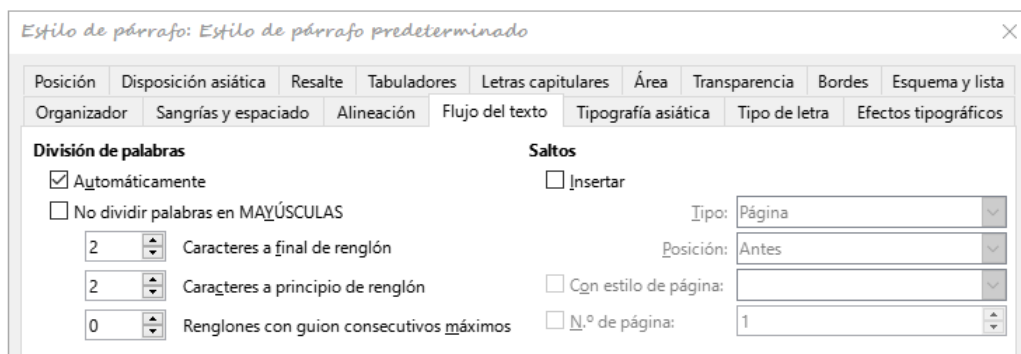 Estilo de párrafo: Estilo de párrafo predeterminado
Posición Disposición asiática Resalte Tabuladores Letras capitulares Área Transparencia Bordes Esquema y lista
Organizador Sangrías y espaciado Alineación Flujo del texto Tipografía asiática Tipo de letra Efectos tipográficos
División de palabras Saltos
Automáticamente Insertar
No dividir palabras en MAYÚSCULAS Tipo: Página
2 Caracteres a final de renglón Posición: Antes
2 Caracteres a principio de renglón Con estilo de página:
0 Renglones con guion consecutivos máximos N.º de página: 1